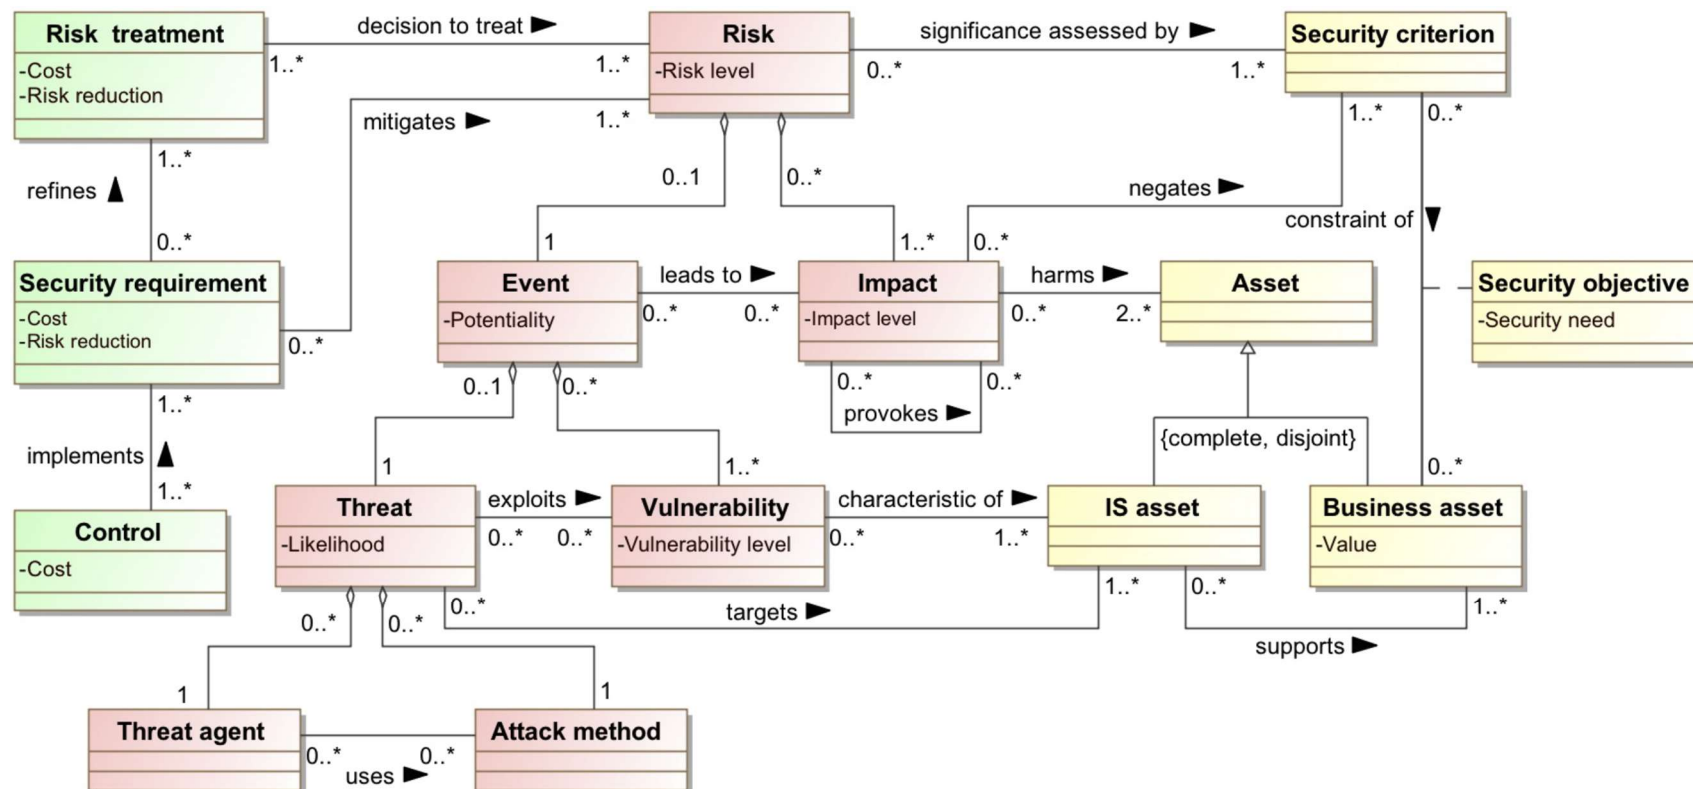 Risk treatment
-Cost
-Risk reduction
decision to treat
1..*
1..*
Risk
-Risk level
significance assessed by
0..*
1..*
Security criterion
mitigates
1..*
1..*
refines
0..*
0..1
0..*
1..*
0..*
negates
constraint of
1
1..*
0..*
Security requirement
-Cost
-Risk reduction
0..*
Event
-Potentiality
leads to
0..*
0..*
Impact
-Impact level
harms
0..*
2..*
Asset
Security objective
-Security need
0..1
0..*
0..*
0..*
provokes
{complete, disjoint}
1..*
implements
1..*
1
1..*
0..*
Control
-Cost
Threat
-Likelihood
exploits
0..*
0..*
Vulnerability
-Vulnerability level
characteristic of
0..*
1..*
IS asset
Business asset
-Value
0..*
0..*
0..*
targets
1..*
0..*
1..*
supports
1
1
Threat agent
0..*
0..*
uses
Attack method